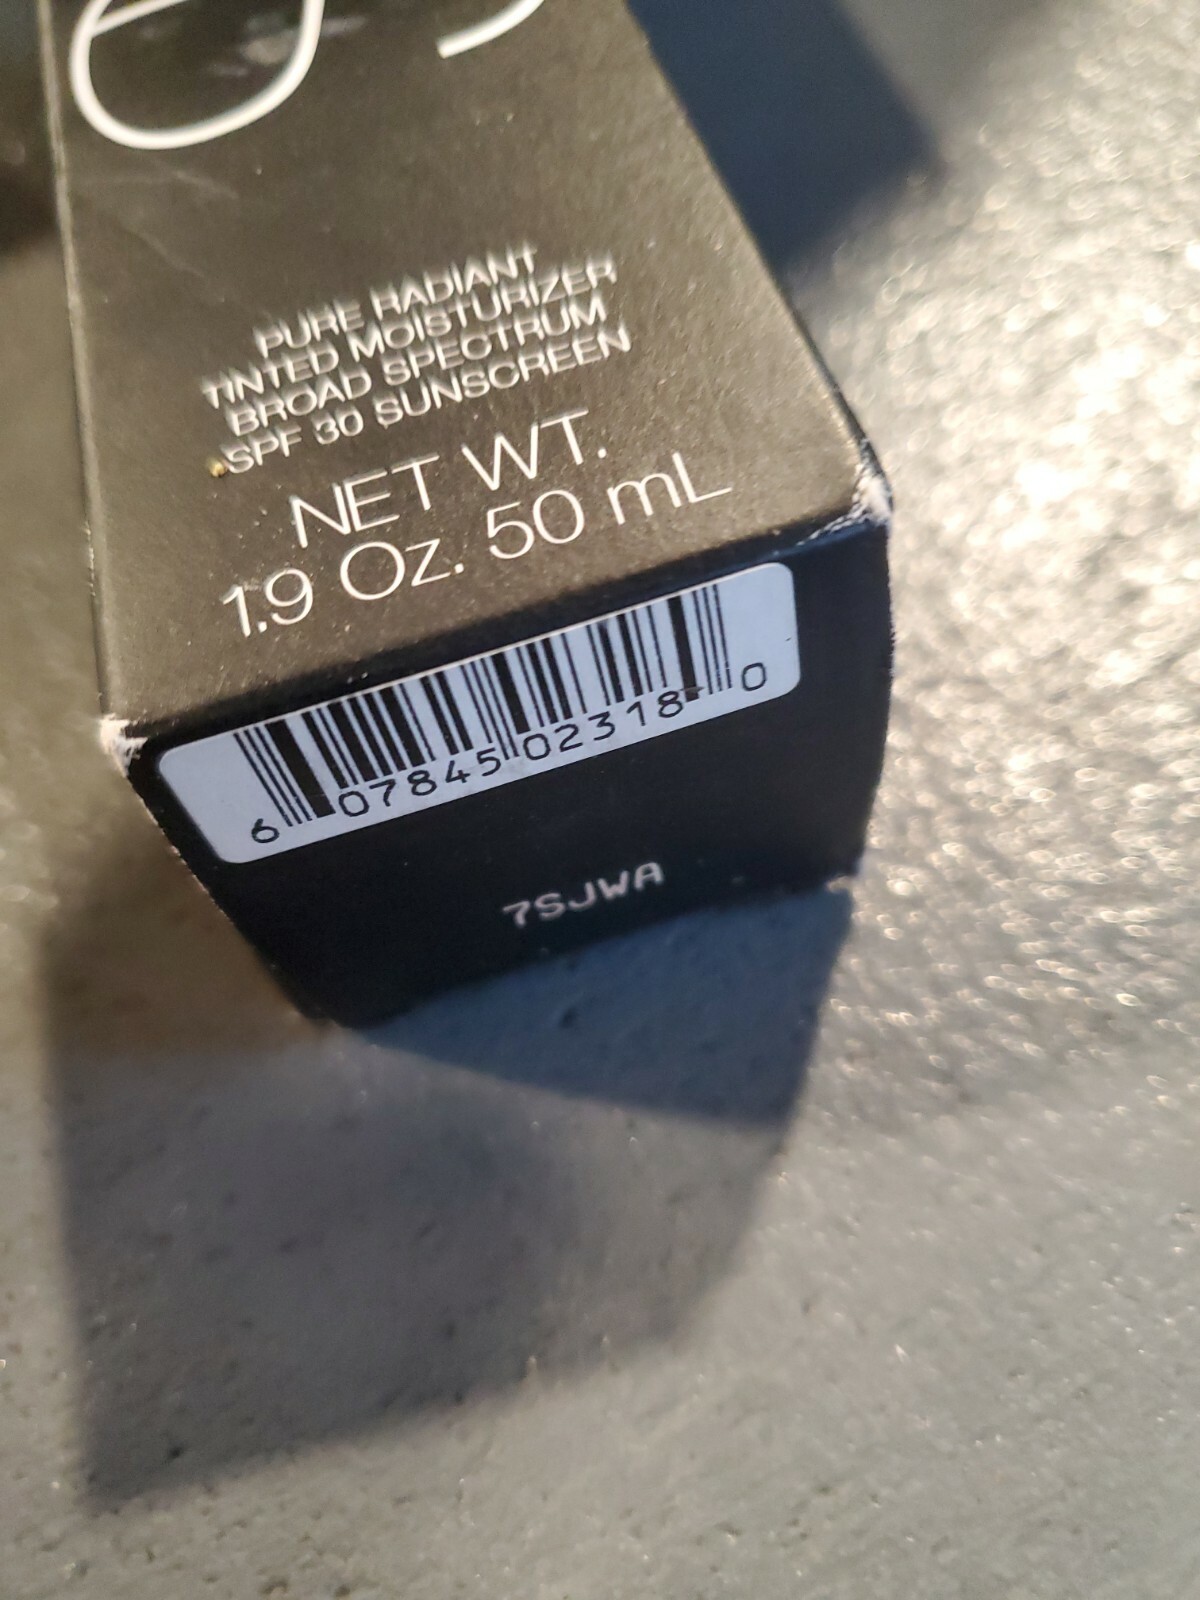 PURE RADIANT
TINTED MOISTURIZER
BROAD SPECTRUM
SPF 30 SUNSCREEN
NET WT.
1.9 Oz. 50 mL
6 07845 02318 0
7SJWA